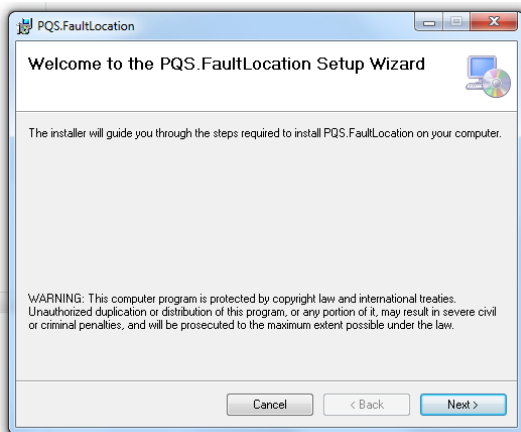 PQS.FaultLocation
Welcome to the PQS.FaultLocation Setup Wizard
The installer will guide you through the steps required to install PQS.FaultLocation on your computer.
WARNING: This computer program is protected by copyright law and international treaties.
Unauthorized duplication or distribution of this program, or any portion of it, may result in severe civil
or criminal penalties, and will be prosecuted to the maximum extent possible under the law.
Cancel
< Back
Next >